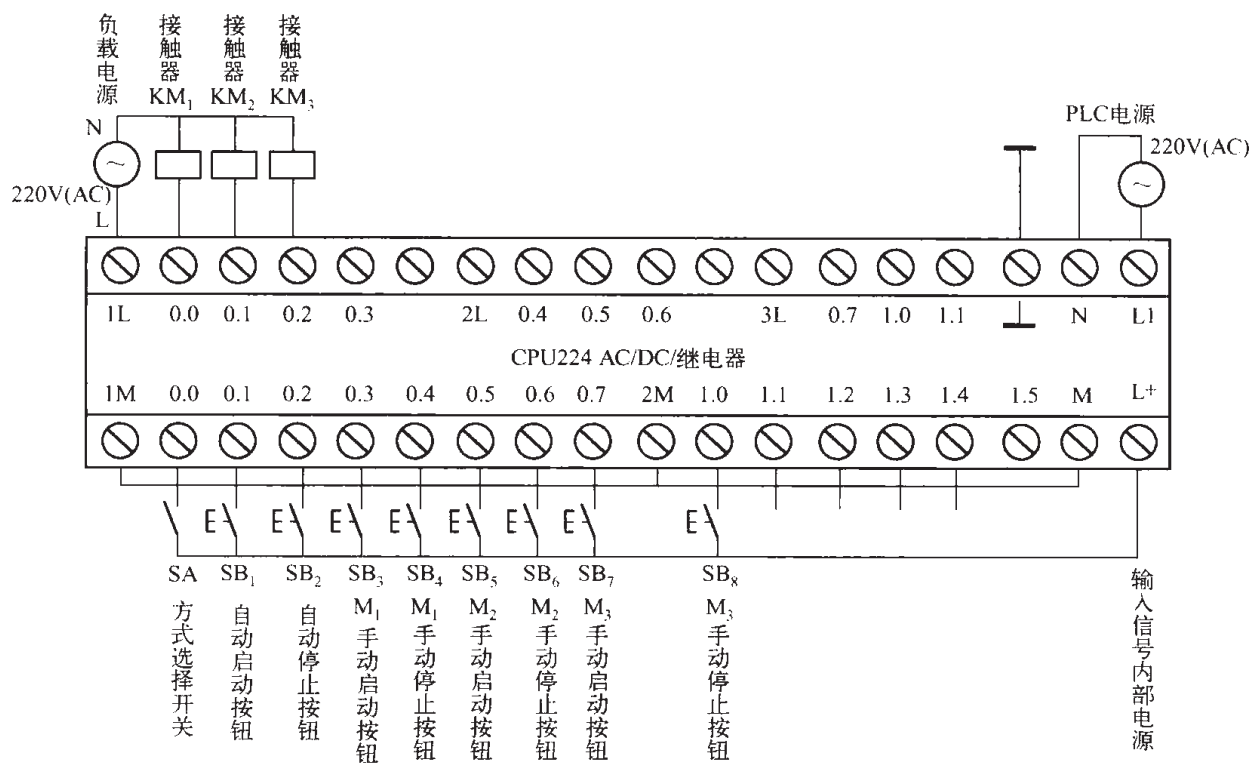 负载电源
接触器KM₁
接触器KM₂
接触器KM₃
N
220V(AC)
L
PLC电源
220V(AC)
~
~
1L 0.0 0.1 0.2 0.3 2L 0.4 0.5 0.6 3L 0.7 1.0 1.1 N L1
CPU224 AC/DC/继电器
1M 0.0 0.1 0.2 0.3 0.4 0.5 0.6 0.7 2M 1.0 1.1 1.2 1.3 1.4 1.5 M L+
SA 方式选择开关
SB₁ 自动启动按钮
SB₂ 自动停止按钮
SB₃ M₁手动启动按钮
SB₄ M₁手动停止按钮
SB₅ M₂手动启动按钮
SB₆ M₂手动停止按钮
SB₇ M₃手动启动按钮
SB₈ M₃手动停止按钮
输入信号内部电源